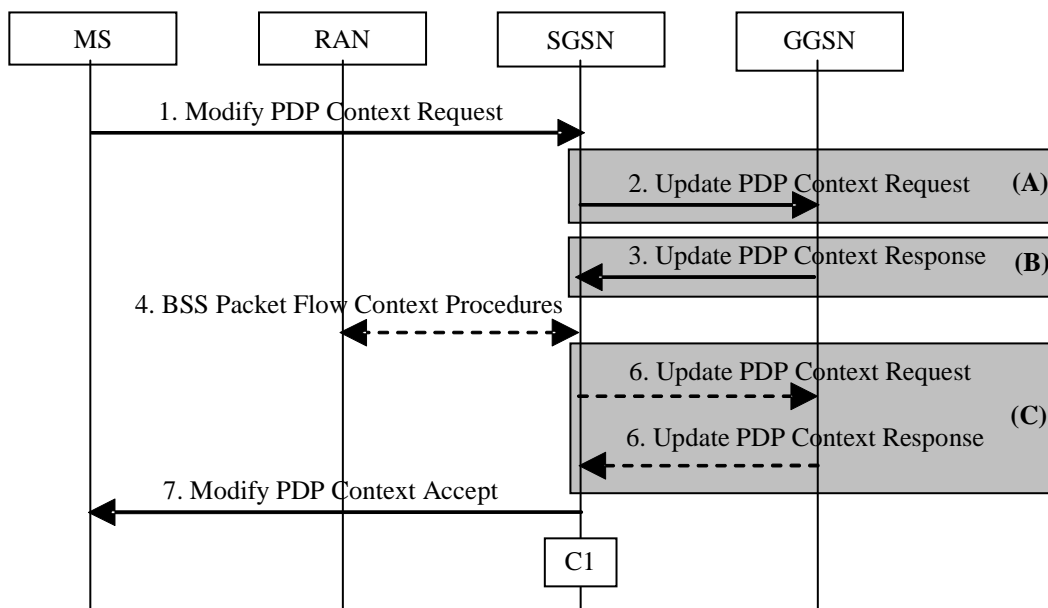 MS
RAN
SGSN
GGSN
1. Modify PDP Context Request
2. Update PDP Context Request
(A)
3. Update PDP Context Response
(B)
4. BSS Packet Flow Context Procedures
6. Update PDP Context Request
(C)
6. Update PDP Context Response
7. Modify PDP Context Accept
C1